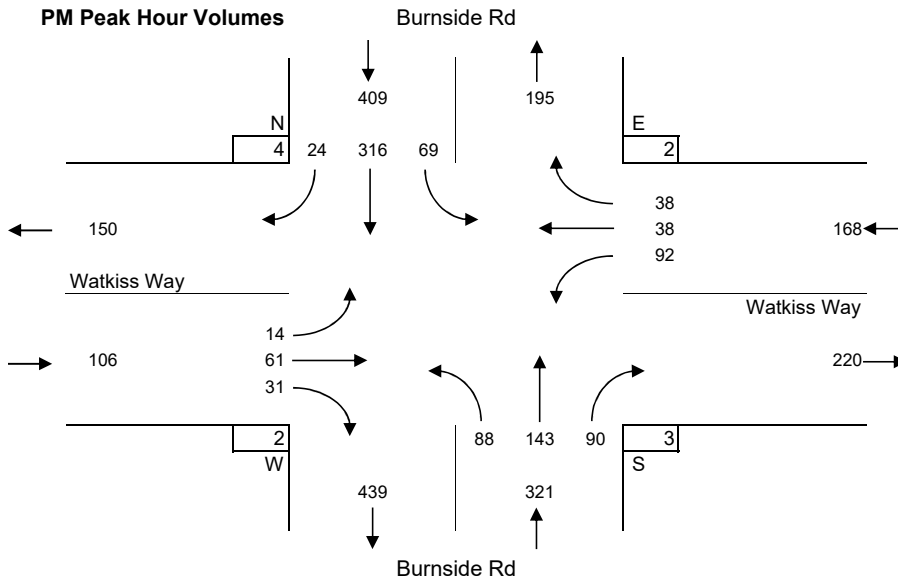 PM Peak Hour Volumes
Burnside Rd
409
195
N
E
4
24 316 69
2
38
150
38
168
92
Watkiss Way
Watkiss Way
14
106
61
220
31
2
88 143 90
3
W
S
439
321
Burnside Rd